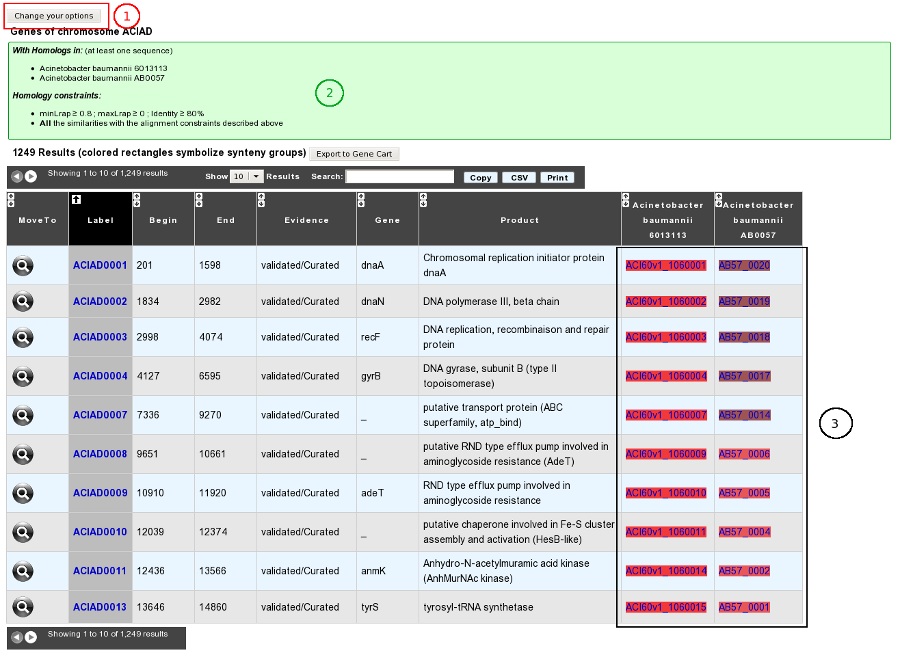 Change your options
1
Genes of chromosome ACIAD
With Homologs in: (at least one sequence)
Acinetobacter baumannii 6013113
Acinetobacter baumannii AB0057
2
Homology constraints:
minLrap ≥ 0.8 ; maxLrap ≥ 0 ; Identity ≥ 80%
All the similarities with the alignment constraints described above
1249 Results (colored rectangles symbolize synteny groups) Export to Gene Cart
Showing 1 to 10 of 1,249 results Show 10 Results Search: Copy CSV Print
MoveTo Label Begin End Evidence Gene Product Acinetobacter baumannii 6013113 Acinetobacter baumannii AB0057
ACIAD0001 201 1598 validated/Curated dnaA Chromosomal replication initiator protein dnaA ACI60v1_1060001 AB57_0020
ACIAD0002 1834 2982 validated/Curated dnaN DNA polymerase III, beta chain ACI60v1_1060002 AB57_0019
ACIAD0003 2998 4074 validated/Curated recF DNA replication, recombinaison and repair protein ACI60v1_1060003 AB57_0018
ACIAD0004 4127 6595 validated/Curated gyrB DNA gyrase, subunit B (type II topoisomerase) ACI60v1_1060004 AB57_0017
ACIAD0007 7336 9270 validated/Curated _ putative transport protein (ABC superfamily, atp_bind) ACI60v1_1060007 AB57_0014
3
ACIAD0008 9651 10661 validated/Curated _ putative RND type efflux pump involved in aminoglycoside resistance (AdeT) ACI60v1_1060009 AB57_0006
ACIAD0009 10910 11920 validated/Curated adeT RND type efflux pump involved in aminoglycoside resistance ACI60v1_1060010 AB57_0005
ACIAD0010 12039 12374 validated/Curated _ putative chaperone involved in Fe-S cluster assembly and activation (HesB-like) ACI60v1_1060011 AB57_0004
ACIAD0011 12436 13566 validated/Curated anmK Anhydro-N-acetylmuramic acid kinase (AnhMurNAc kinase) ACI60v1_1060014 AB57_0002
ACIAD0013 13646 14860 validated/Curated tyrS tyrosyl-tRNA synthetase ACI60v1_1060015 AB57_0001
Showing 1 to 10 of 1,249 results